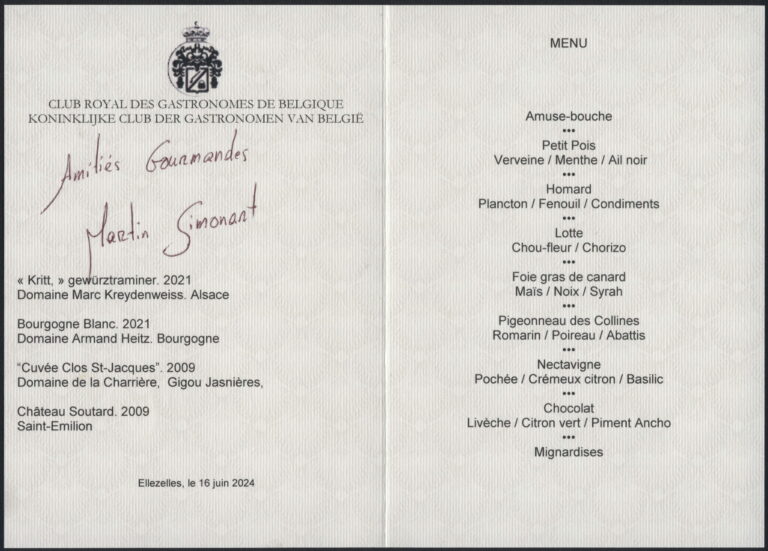 CLUB ROYAL DES GASTRONOMES DE BELGIQUE
KONINKLIJKE CLUB DER GASTRONOMEN VAN BELGIË
Amitiés Gourmandes
Martin Simonart
« Kritt, » gewürztraminer. 2021
Domaine Marc Kreydenweiss. Alsace
Bourgogne Blanc. 2021
Domaine Armand Heitz. Bourgogne
“Cuvée Clos St-Jacques”. 2009
Domaine de la Charrière, Gigou Jasnières,
Château Soutard. 2009
Saint-Emilion
Ellezelles, le 16 juin 2024
MENU
Amuse-bouche
•••
Petit Pois
Verveine / Menthe / Ail noir
•••
Homard
Plancton / Fenouil / Condiments
•••
Lotte
Chou-fleur / Chorizo
•••
Foie gras de canard
Maïs / Noix / Syrah
•••
Pigeonneau des Collines
Romarin / Poireau / Abattis
•••
Nectavigne
Pochée / Crémeux citron / Basilic
•••
Chocolat
Livèche / Citron vert / Piment Ancho
•••
Mignardises